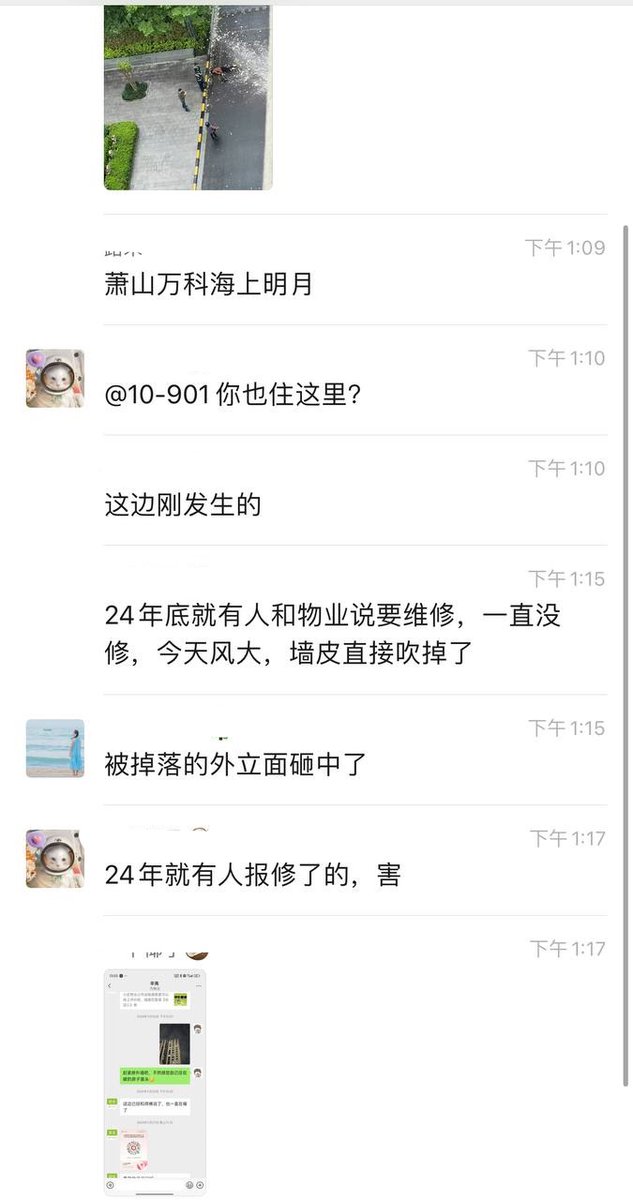 下午 1:09
萧山万科海上明月
下午 1:10
@10-901 你也住这里?
下午 1:10
这边刚发生的
下午 1:15
24年底就有人和物业说要维修，一直没
修，今天风大，墙皮直接吹掉了
下午 1:15
被掉落的外立面砸中了
下午 1:17
24年就有人报修了的，害
下午 1:17